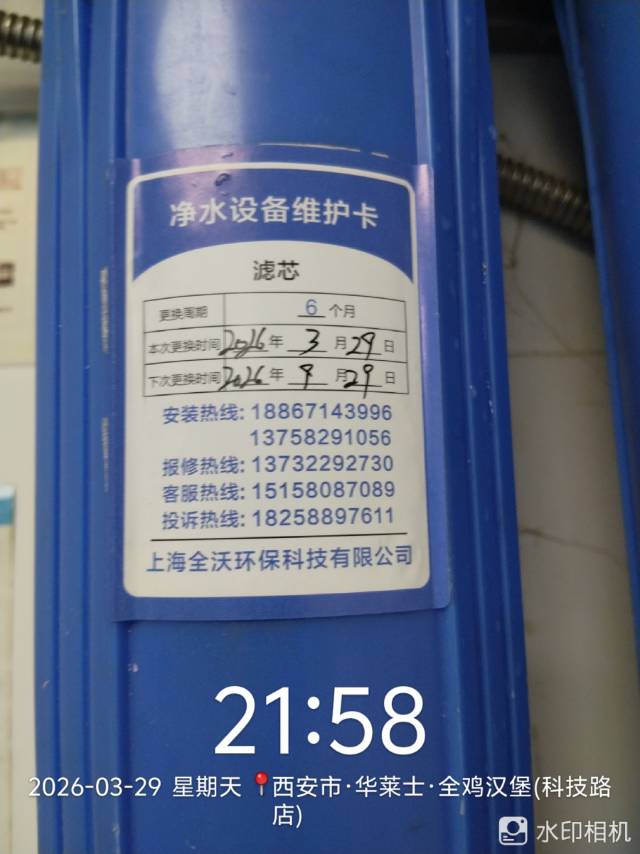 净水设备维护卡
滤芯
更换周期 6 个月
本次更换时间 2026 年 3 月 29 日
下次更换时间 2026 年 9 月 29 日
安装热线: 18867143996
13758291056
报修热线: 13732292730
客服热线: 15158087089
投诉热线: 18258897611
上海全沃环保科技有限公司
21:58
2026-03-29 星期天 📍西安市·华莱士·全鸡汉堡(科技路
店)
水印相机